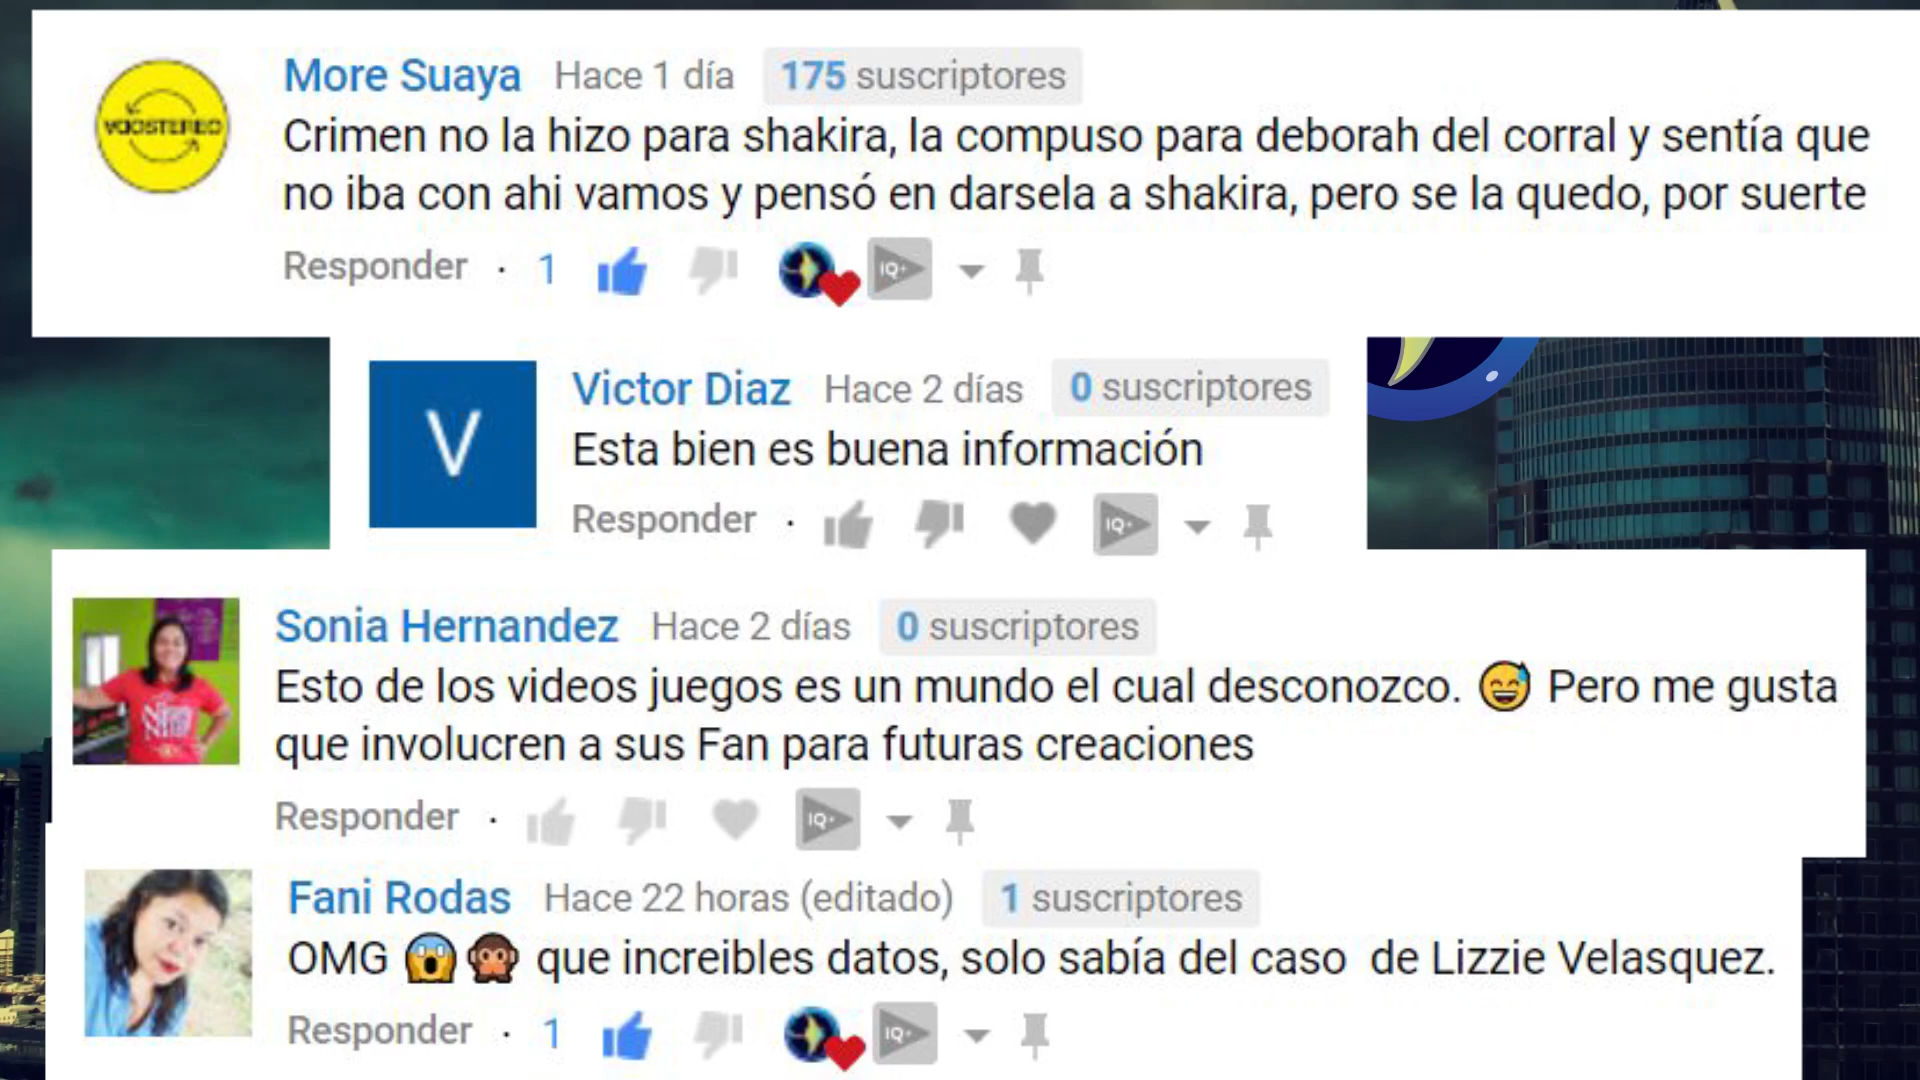 More Suaya Hace 1 día 175 suscriptores
VOOSTEREO
Crimen no la hizo para shakira, la compuso para deborah del corral y sentía que
no iba con ahi vamos y pensó en darsela a shakira, pero se la quedo, por suerte
Responder · 1 IQ+
Victor Diaz Hace 2 días 0 suscriptores
V
Esta bien es buena información
Responder · IQ+
Sonia Hernandez Hace 2 días 0 suscriptores
Esto de los videos juegos es un mundo el cual desconozco. 😅 Pero me gusta
que involucren a sus Fan para futuras creaciones
Responder · IQ+
Fani Rodas Hace 22 horas (editado) 1 suscriptores
OMG 😱🙊 que increibles datos, solo sabía del caso de Lizzie Velasquez.
Responder · 1 IQ+